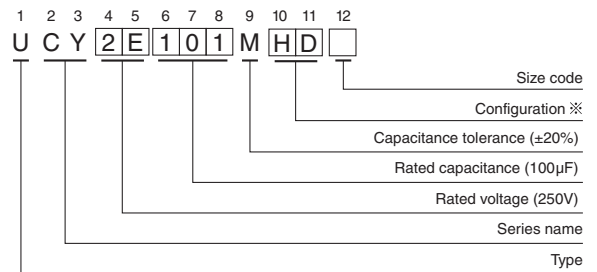 1 2 3 4 5 6 7 8 9 10 11 12
U C Y 2 E 1 0 1 M H D
Size code
Configuration ※
Capacitance tolerance (±20%)
Rated capacitance (100µF)
Rated voltage (250V)
Series name
Type